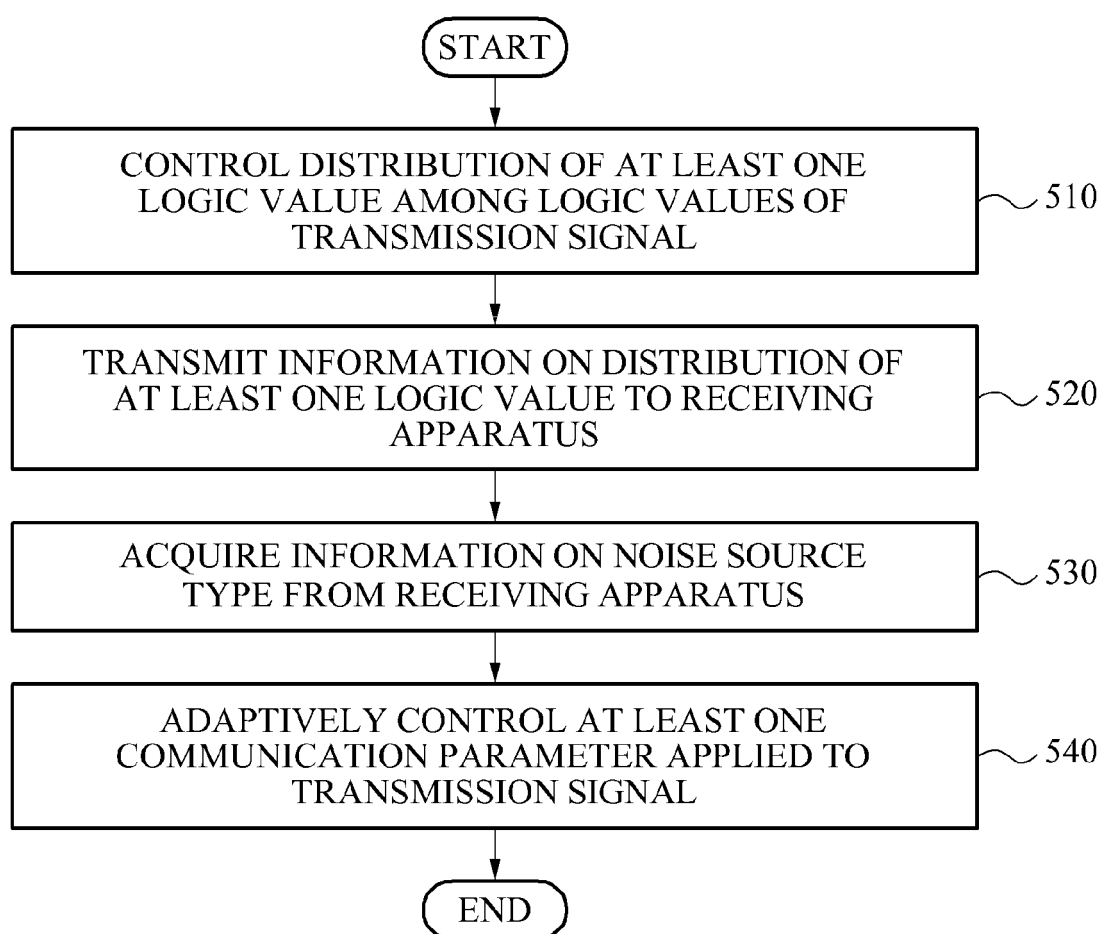 START
CONTROL DISTRIBUTION OF AT LEAST ONE
LOGIC VALUE AMONG LOGIC VALUES OF
TRANSMISSION SIGNAL
510
TRANSMIT INFORMATION ON DISTRIBUTION OF
AT LEAST ONE LOGIC VALUE TO RECEIVING
APPARATUS
520
ACQUIRE INFORMATION ON NOISE SOURCE
TYPE FROM RECEIVING APPARATUS
530
ADAPTIVELY CONTROL AT LEAST ONE
COMMUNICATION PARAMETER APPLIED TO
TRANSMISSION SIGNAL
540
END